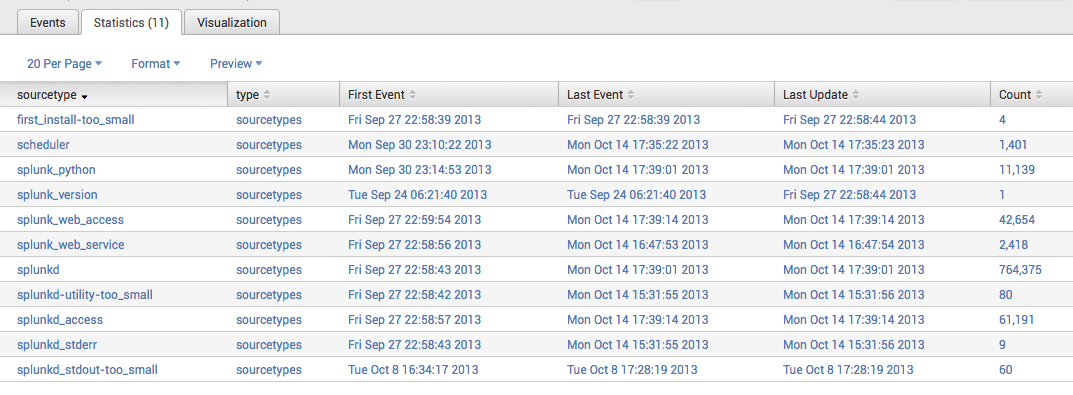 Events Statistics (11) Visualization
20 Per Page Format Preview
sourcetype type First Event Last Event Last Update Count
first_install-too_small sourcetypes Fri Sep 27 22:58:39 2013 Fri Sep 27 22:58:39 2013 Fri Sep 27 22:58:44 2013 4
scheduler sourcetypes Mon Sep 30 23:10:22 2013 Mon Oct 14 17:35:22 2013 Mon Oct 14 17:35:23 2013 1,401
splunk_python sourcetypes Mon Sep 30 23:14:53 2013 Mon Oct 14 17:39:01 2013 Mon Oct 14 17:39:01 2013 11,139
splunk_version sourcetypes Tue Sep 24 06:21:40 2013 Tue Sep 24 06:21:40 2013 Fri Sep 27 22:58:44 2013 1
splunk_web_access sourcetypes Fri Sep 27 22:59:54 2013 Mon Oct 14 17:39:14 2013 Mon Oct 14 17:39:14 2013 42,654
splunk_web_service sourcetypes Fri Sep 27 22:58:56 2013 Mon Oct 14 16:47:53 2013 Mon Oct 14 16:47:54 2013 2,418
splunkd sourcetypes Fri Sep 27 22:58:43 2013 Mon Oct 14 17:39:01 2013 Mon Oct 14 17:39:01 2013 764,375
splunkd-utility-too_small sourcetypes Fri Sep 27 22:58:42 2013 Mon Oct 14 15:31:55 2013 Mon Oct 14 15:31:56 2013 80
splunkd_access sourcetypes Fri Sep 27 22:58:57 2013 Mon Oct 14 17:39:14 2013 Mon Oct 14 17:39:14 2013 61,191
splunkd_stderr sourcetypes Fri Sep 27 22:58:43 2013 Mon Oct 14 15:31:55 2013 Mon Oct 14 15:31:56 2013 9
splunkd_stdout-too_small sourcetypes Tue Oct 8 16:34:17 2013 Tue Oct 8 17:28:19 2013 Tue Oct 8 17:28:19 2013 60